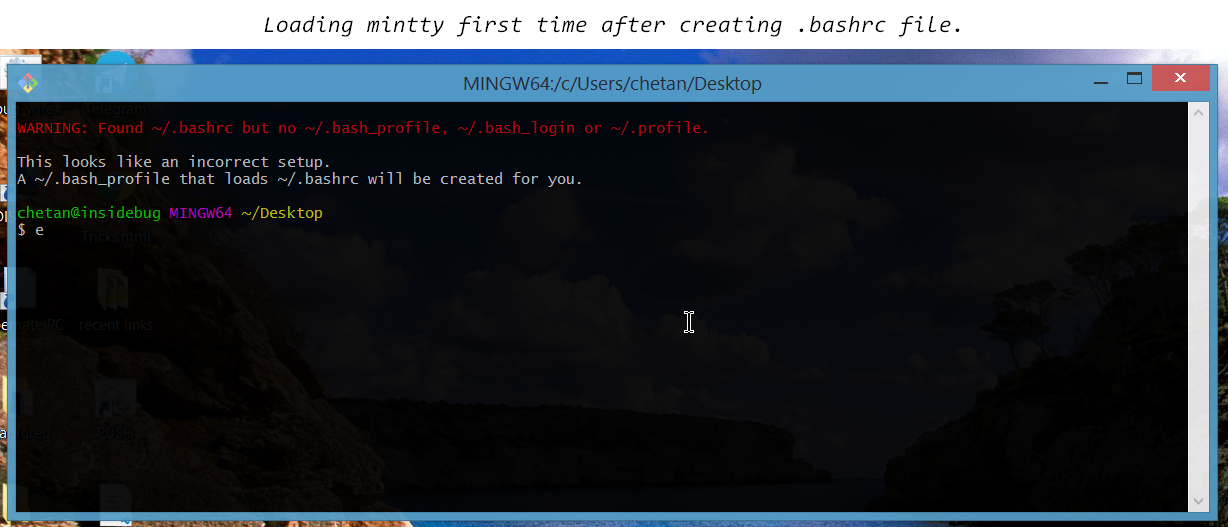 Loading mintty first time after creating .bashrc file.
MINGW64:/c/Users/chetan/Desktop
Telegram
WARNING: Found ~/.bashrc but no ~/.bash_profile, ~/.bash_login or ~/.profile.
This looks like an incorrect setup.
A ~/.bash_profile that loads ~/.bashrc will be created for you.
chetan@insidebug MINGW64 ~/Desktop
$ e
Tricks.html
recent links